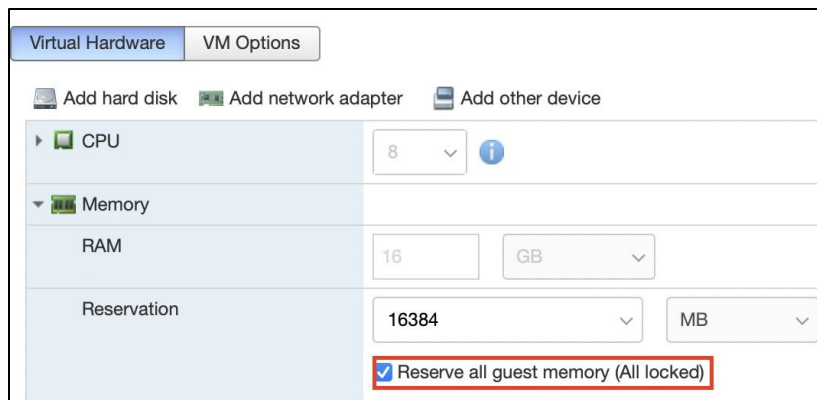 Virtual Hardware VM Options
Add hard disk Add network adapter Add other device
CPU 8 i
Memory
RAM 16 GB
Reservation 16384 MB
Reserve all guest memory (All locked)